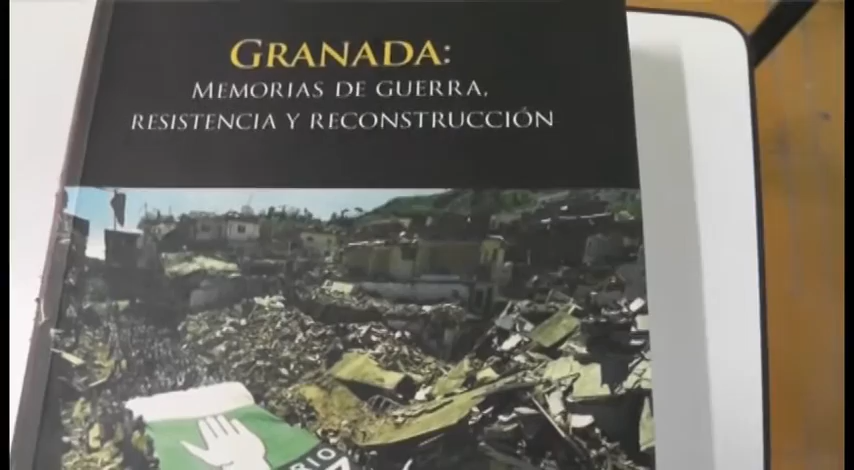 GRANADA:
MEMORIAS DE GUERRA,
RESISTENCIA Y RECONSTRUCCIÓN